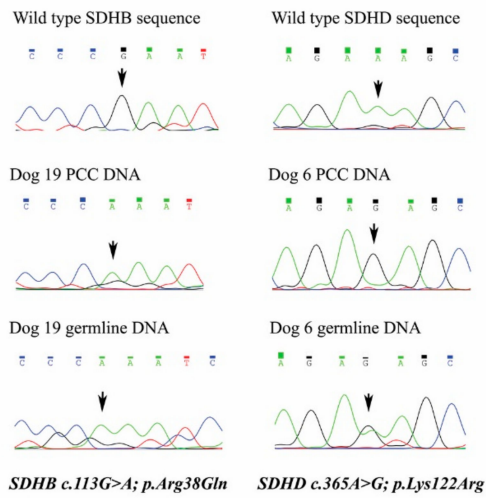 Wild type SDHB sequence
C C C G A A T
Dog 19 PCC DNA
C C C A A A T
Dog 19 germline DNA
C C C A A A T C
SDHB c.113G>A; p.Arg38Gln
Wild type SDHD sequence
A G A A A G C
Dog 6 PCC DNA
A G A G A G C
Dog 6 germline DNA
A G A G A G C
SDHD c.365A>G; p.Lys122Arg